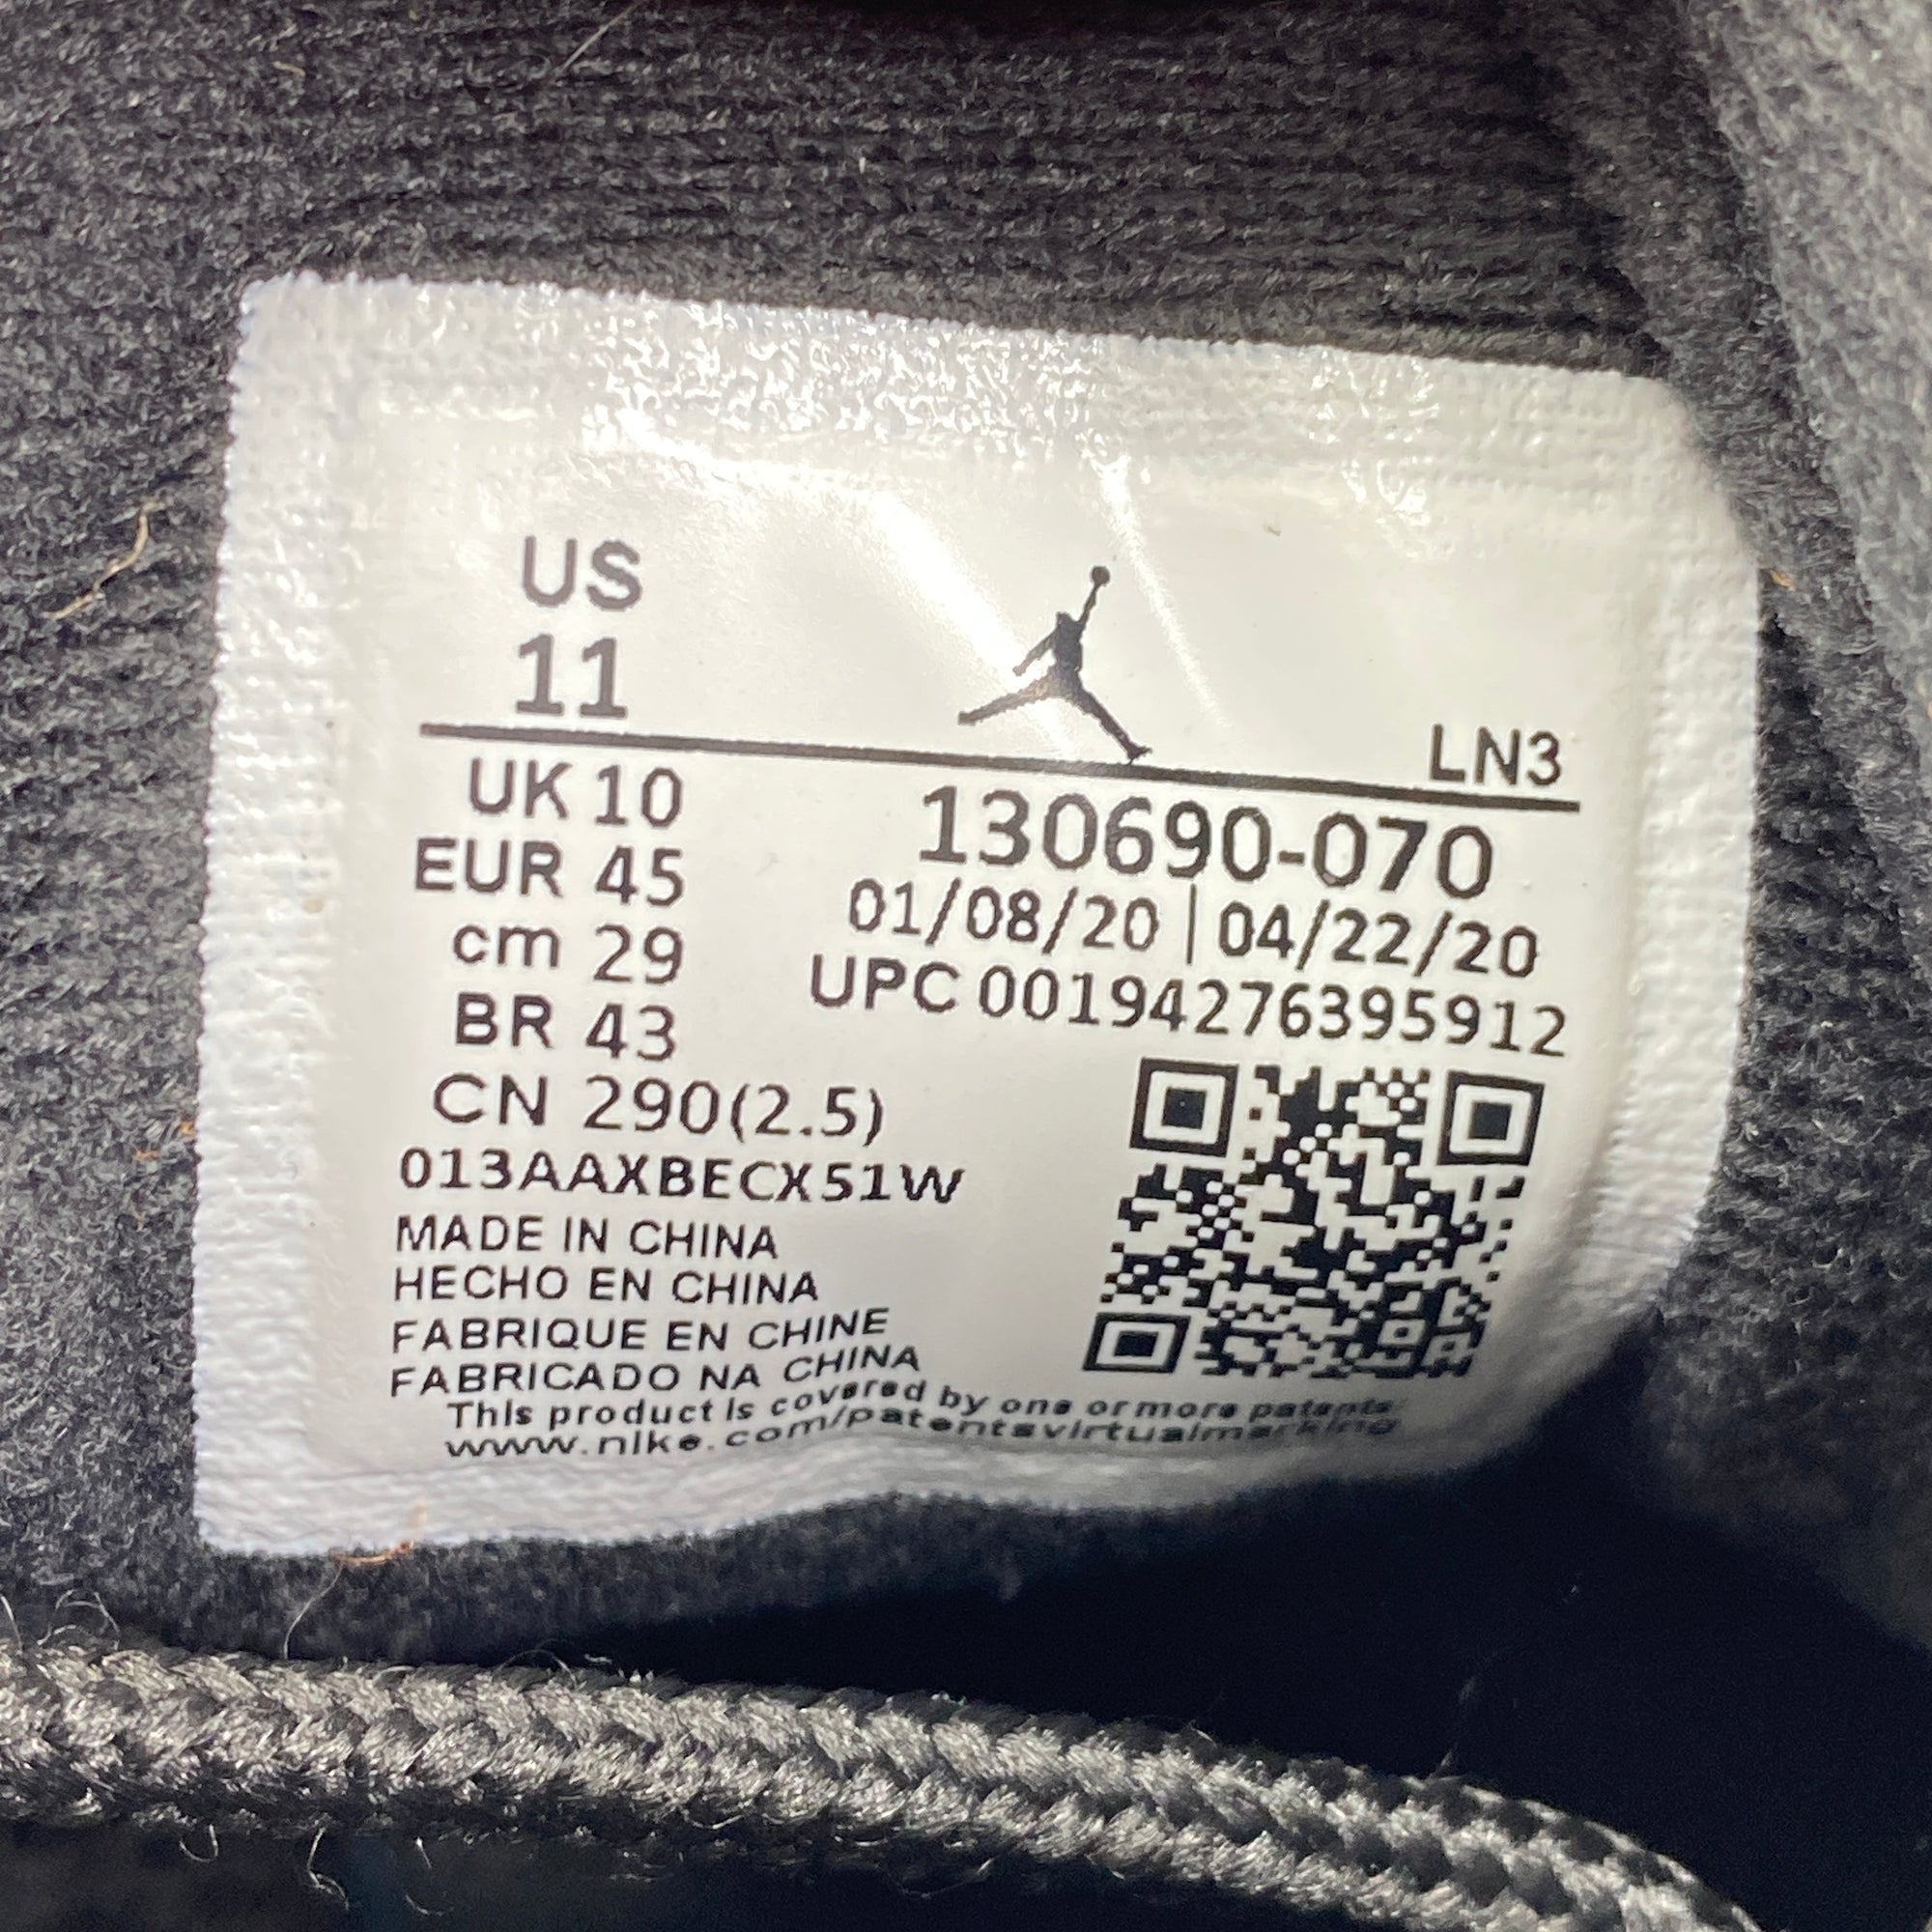 US
11
LN3
UK 10
EUR 45
cm 29
BR 43
CN 290(2.5)
130690-070
01/08/20 | 04/22/20
UPC 00194276395912
013AAXBECX51W
MADE IN CHINA
HECHO EN CHINA
FABRIQUE EN CHINE
FABRICADO NA CHINA
This product is covered by one or more patents
www.nike.com/patentsvirtualmarking